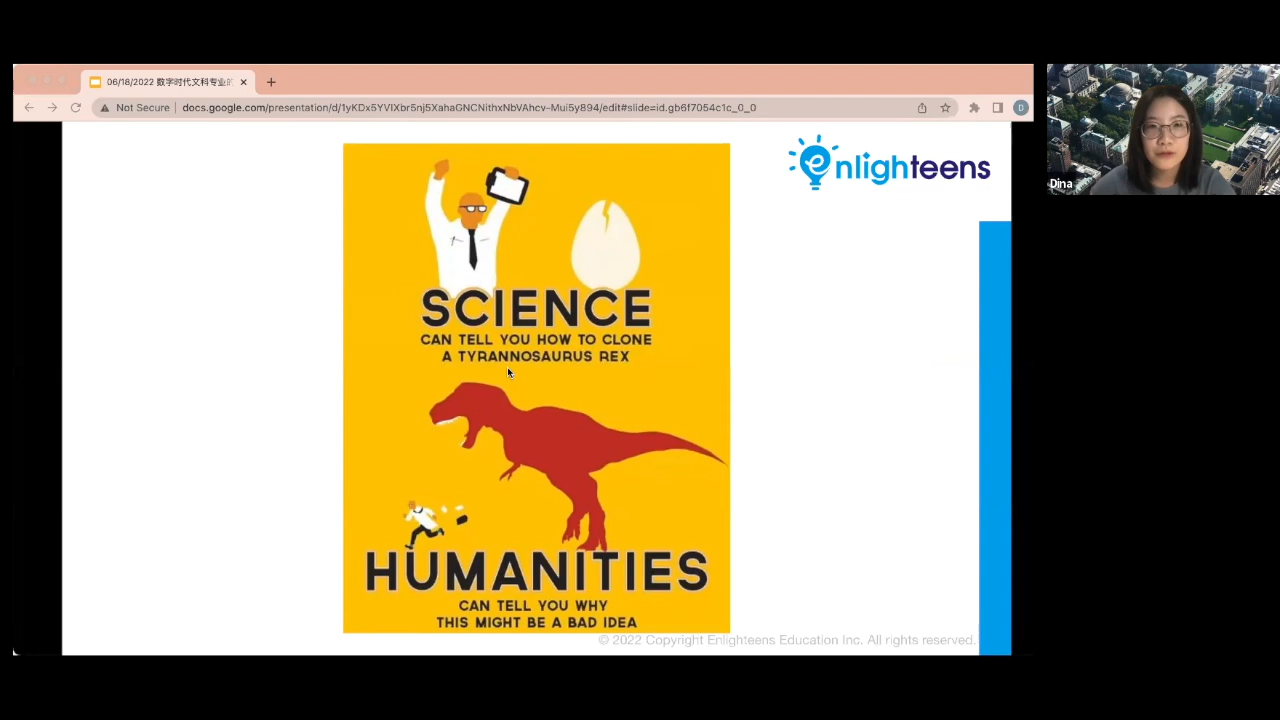 06/18/2022 数字时代文科专业的
Not Secure
docs.google.com/presentation/d/1yKDx5YVIXbr5nj5XahaGNCNithxNbVAhcv-Mui5y894/edit#slide=id.gb6f7054c1c_0_0
D
enlighteens
Dina
SCIENCE
CAN TELL YOU HOW TO CLONE
A TYRANNOSAURUS REX
HUMANITIES
CAN TELL YOU WHY
THIS MIGHT BE A BAD IDEA
© 2022 Copyright Enlighteens Education Inc. All rights reserved.